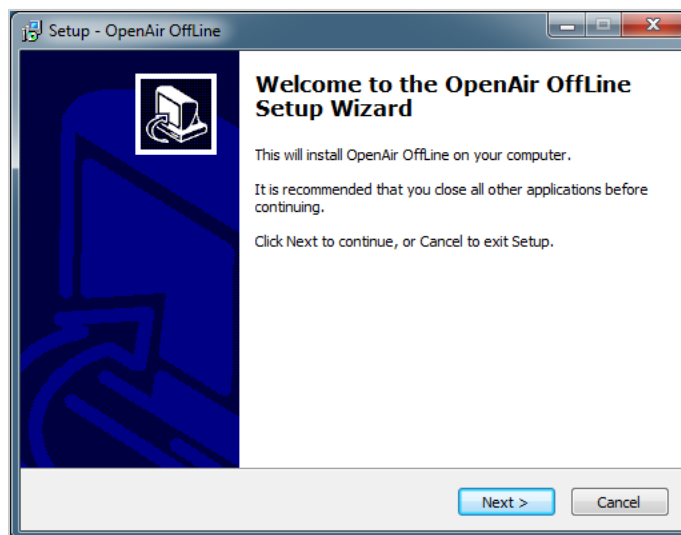 Setup - OpenAir OffLine
Welcome to the OpenAir OffLine
Setup Wizard
This will install OpenAir OffLine on your computer.
It is recommended that you close all other applications before
continuing.
Click Next to continue, or Cancel to exit Setup.
Next >
Cancel